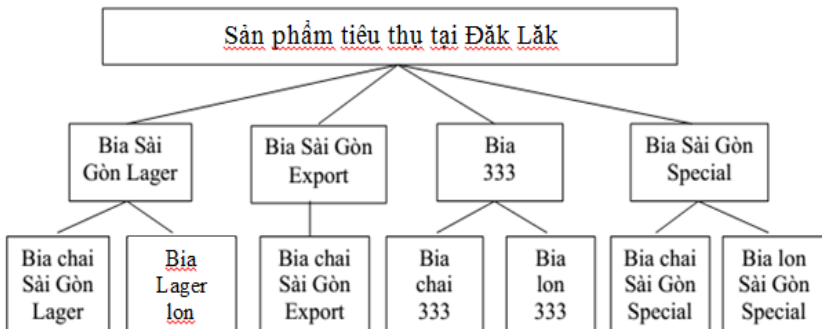 Sản phẩm tiêu thụ tại Đăk Lăk
Bia Sài
Gòn Lager
Bia Sài Gòn
Export
Bia
333
Bia Sài Gòn
Special
Bia chai
Sài Gòn
Lager
Bia
Lager
lon
Bia chai
Sài Gòn
Export
Bia
chai
333
Bia
lon
333
Bia chai
Sài Gòn
Special
Bia lon
Sài Gòn
Special